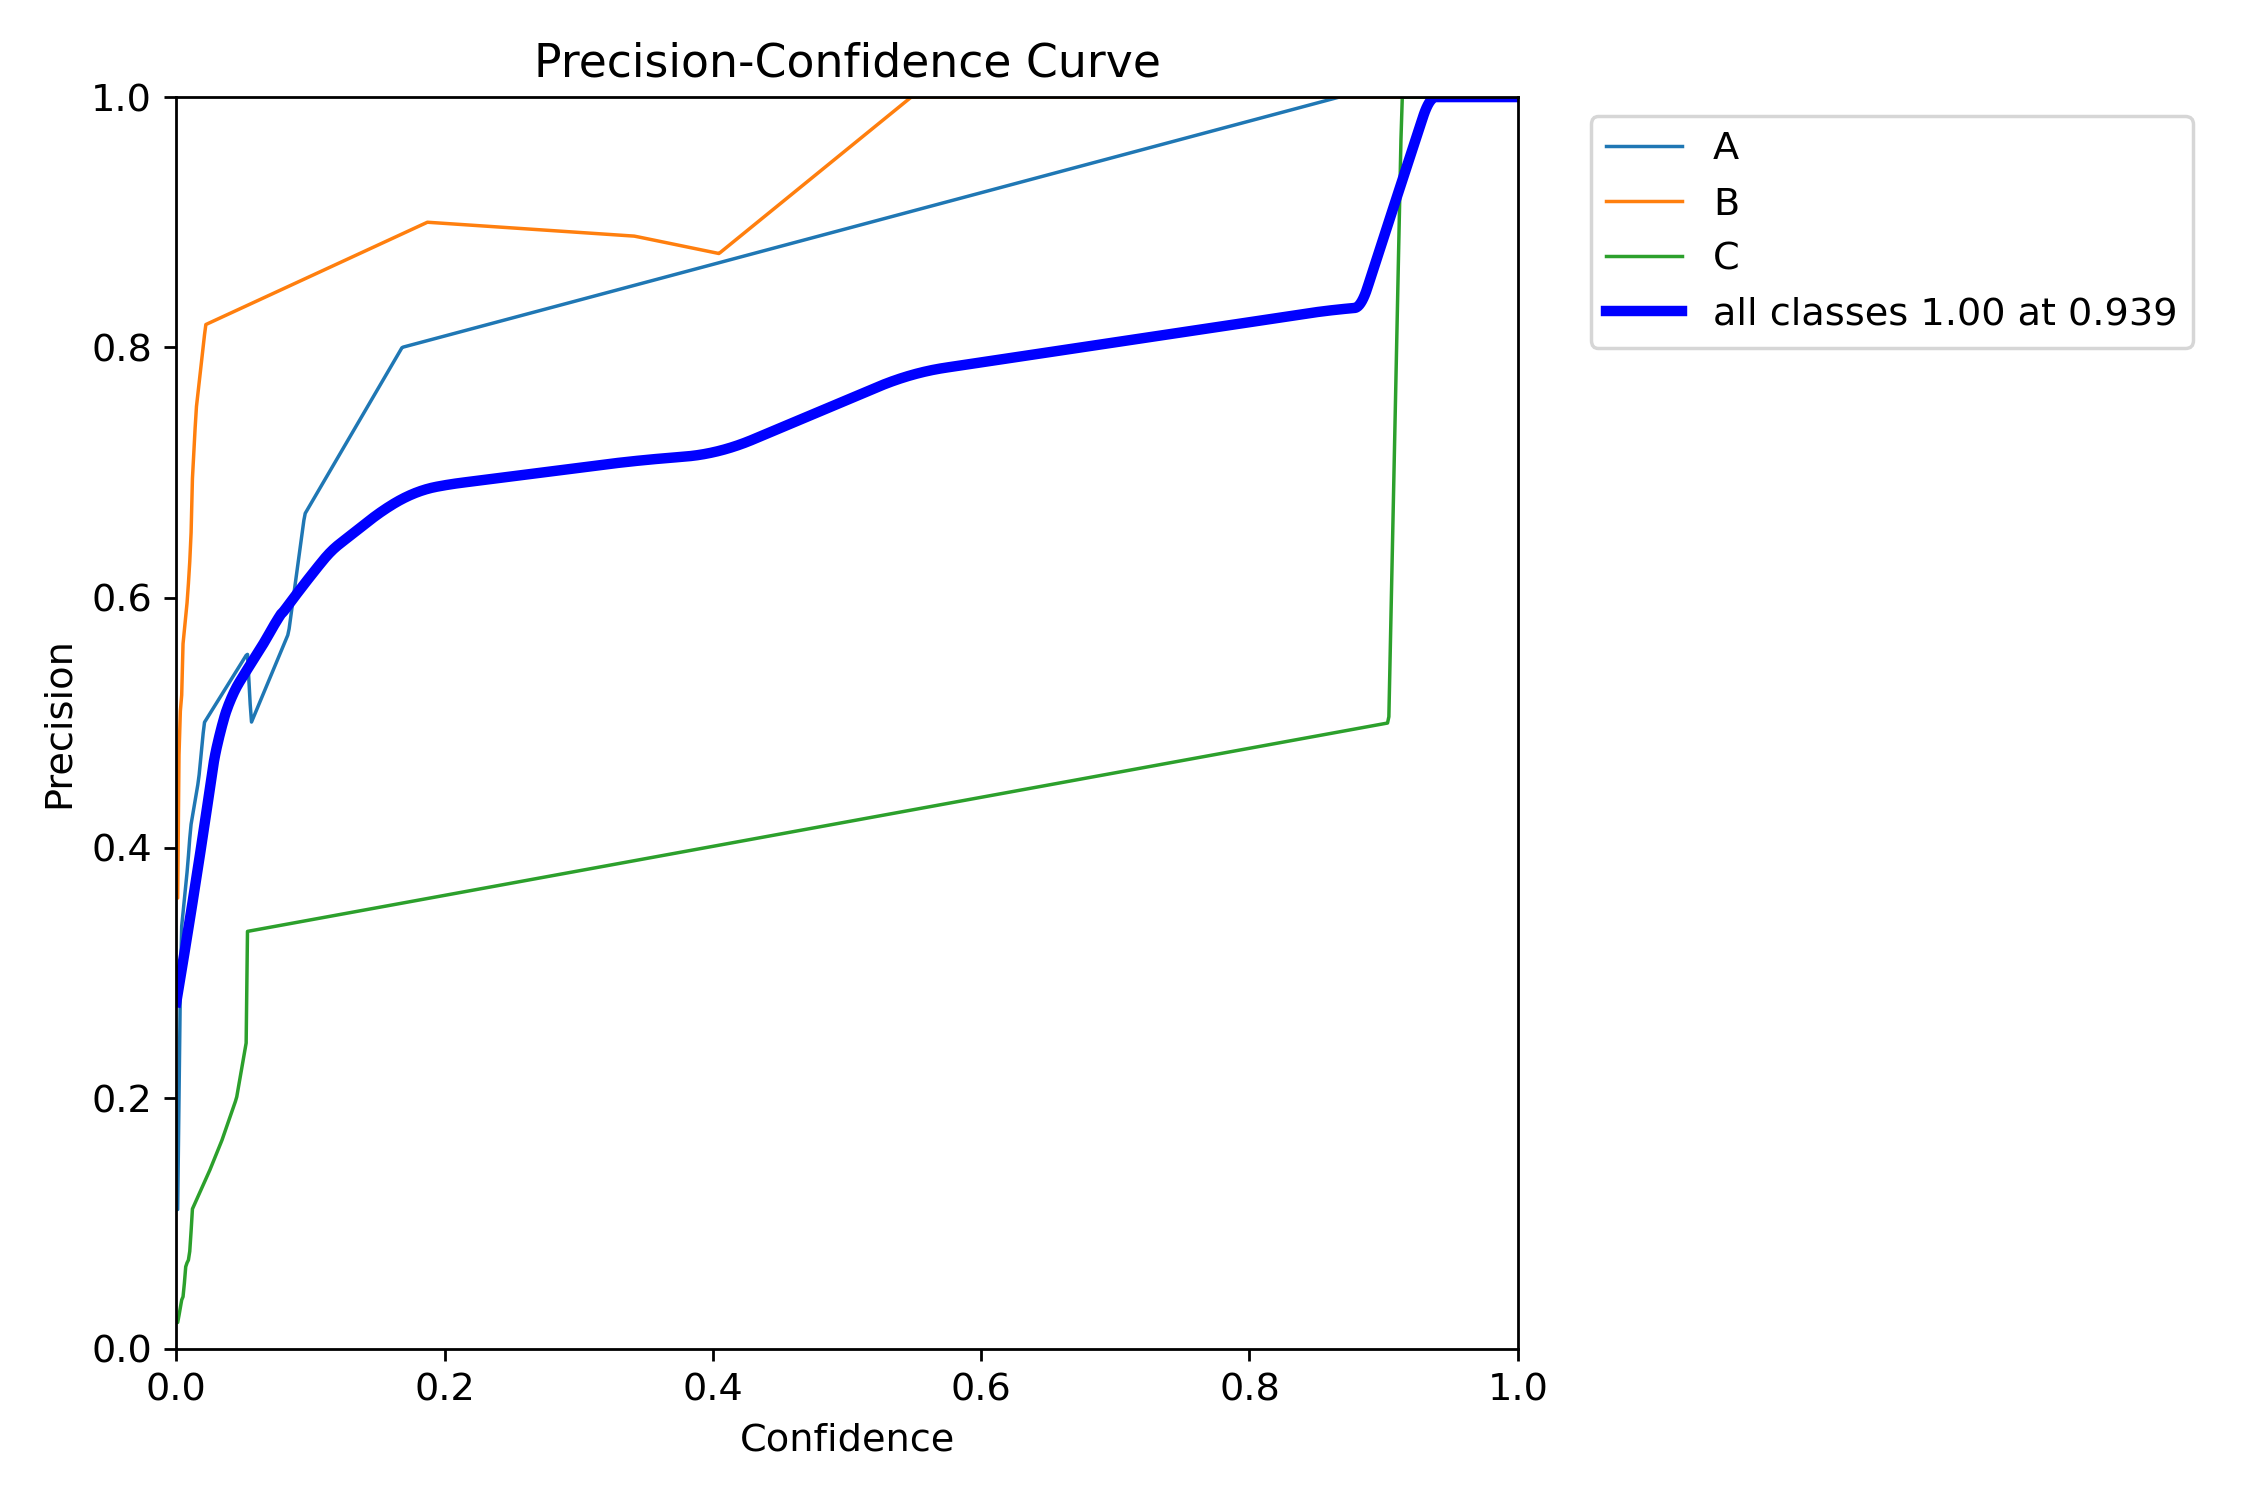 Precision-Confidence Curve
1.0
0.8
0.6
0.4
0.2
0.0
Precision
0.0 0.2 0.4 0.6 0.8 1.0
Confidence
A
B
C
all classes 1.00 at 0.939